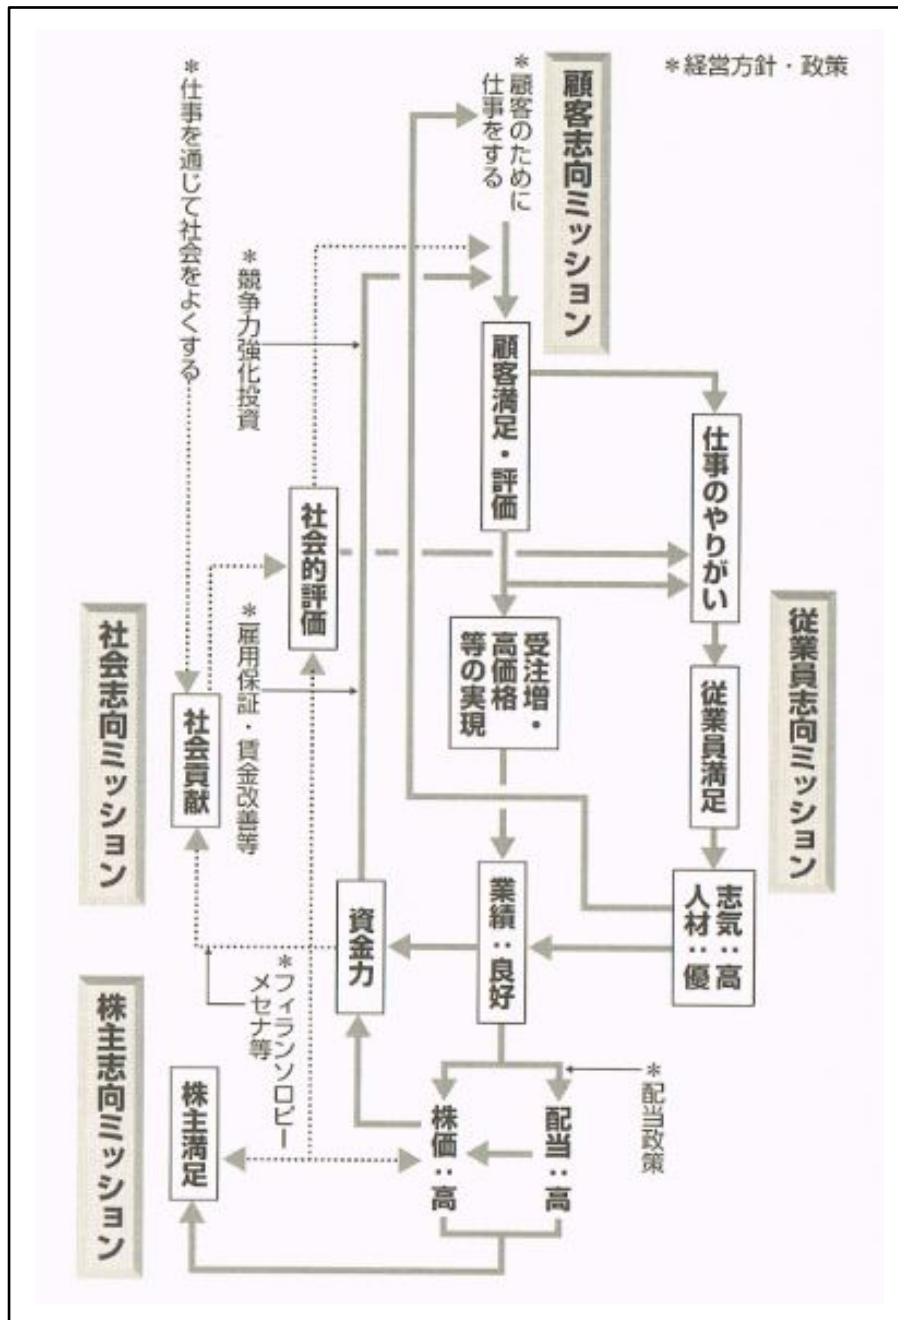 *経営方針・政策
顧客志向ミッション
*顧客のために
仕事をする
*仕事を通じて社会をよくする
*競争力強化投資
顧客満足・評価
仕事のやりがい
社会的評価
従業員志向ミッション
受注増・
高価格
等の実現
従業員満足
社会志向ミッション
*雇用保証・賃金改善等
社会貢献
志気:高
人材:優
業績:良好
資金力
*フィランソロピー
メセナ等
株主志向ミッション
株主満足
株価:高
配当:高
*配当政策